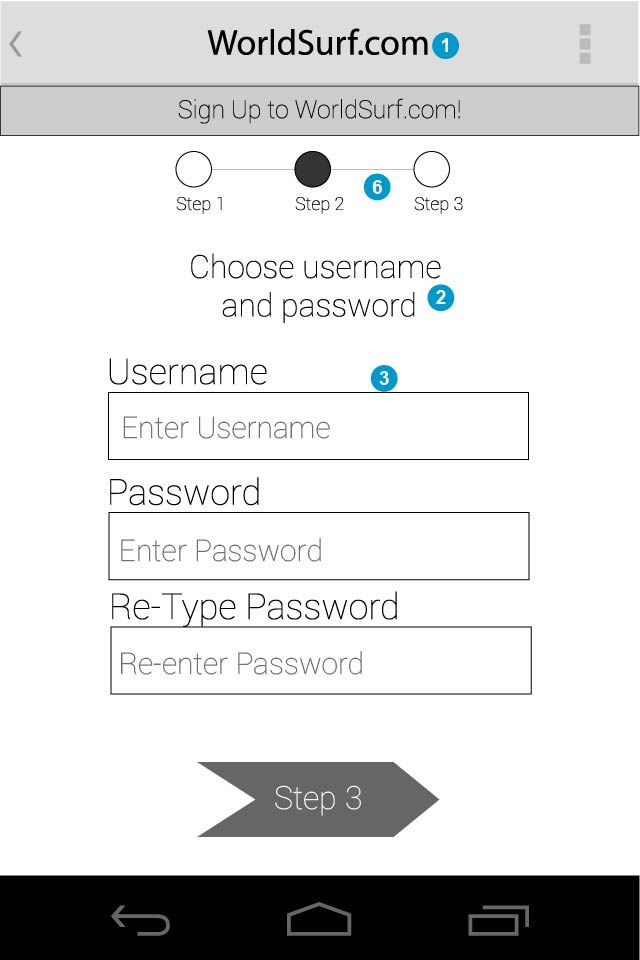 WorldSurf.com 1
Sign Up to WorldSurf.com!
6
Step 1 Step 2 Step 3
Choose username
and password 2
Username 3
Enter Username
Password
Enter Password
Re-Type Password
Re-enter Password
Step 3